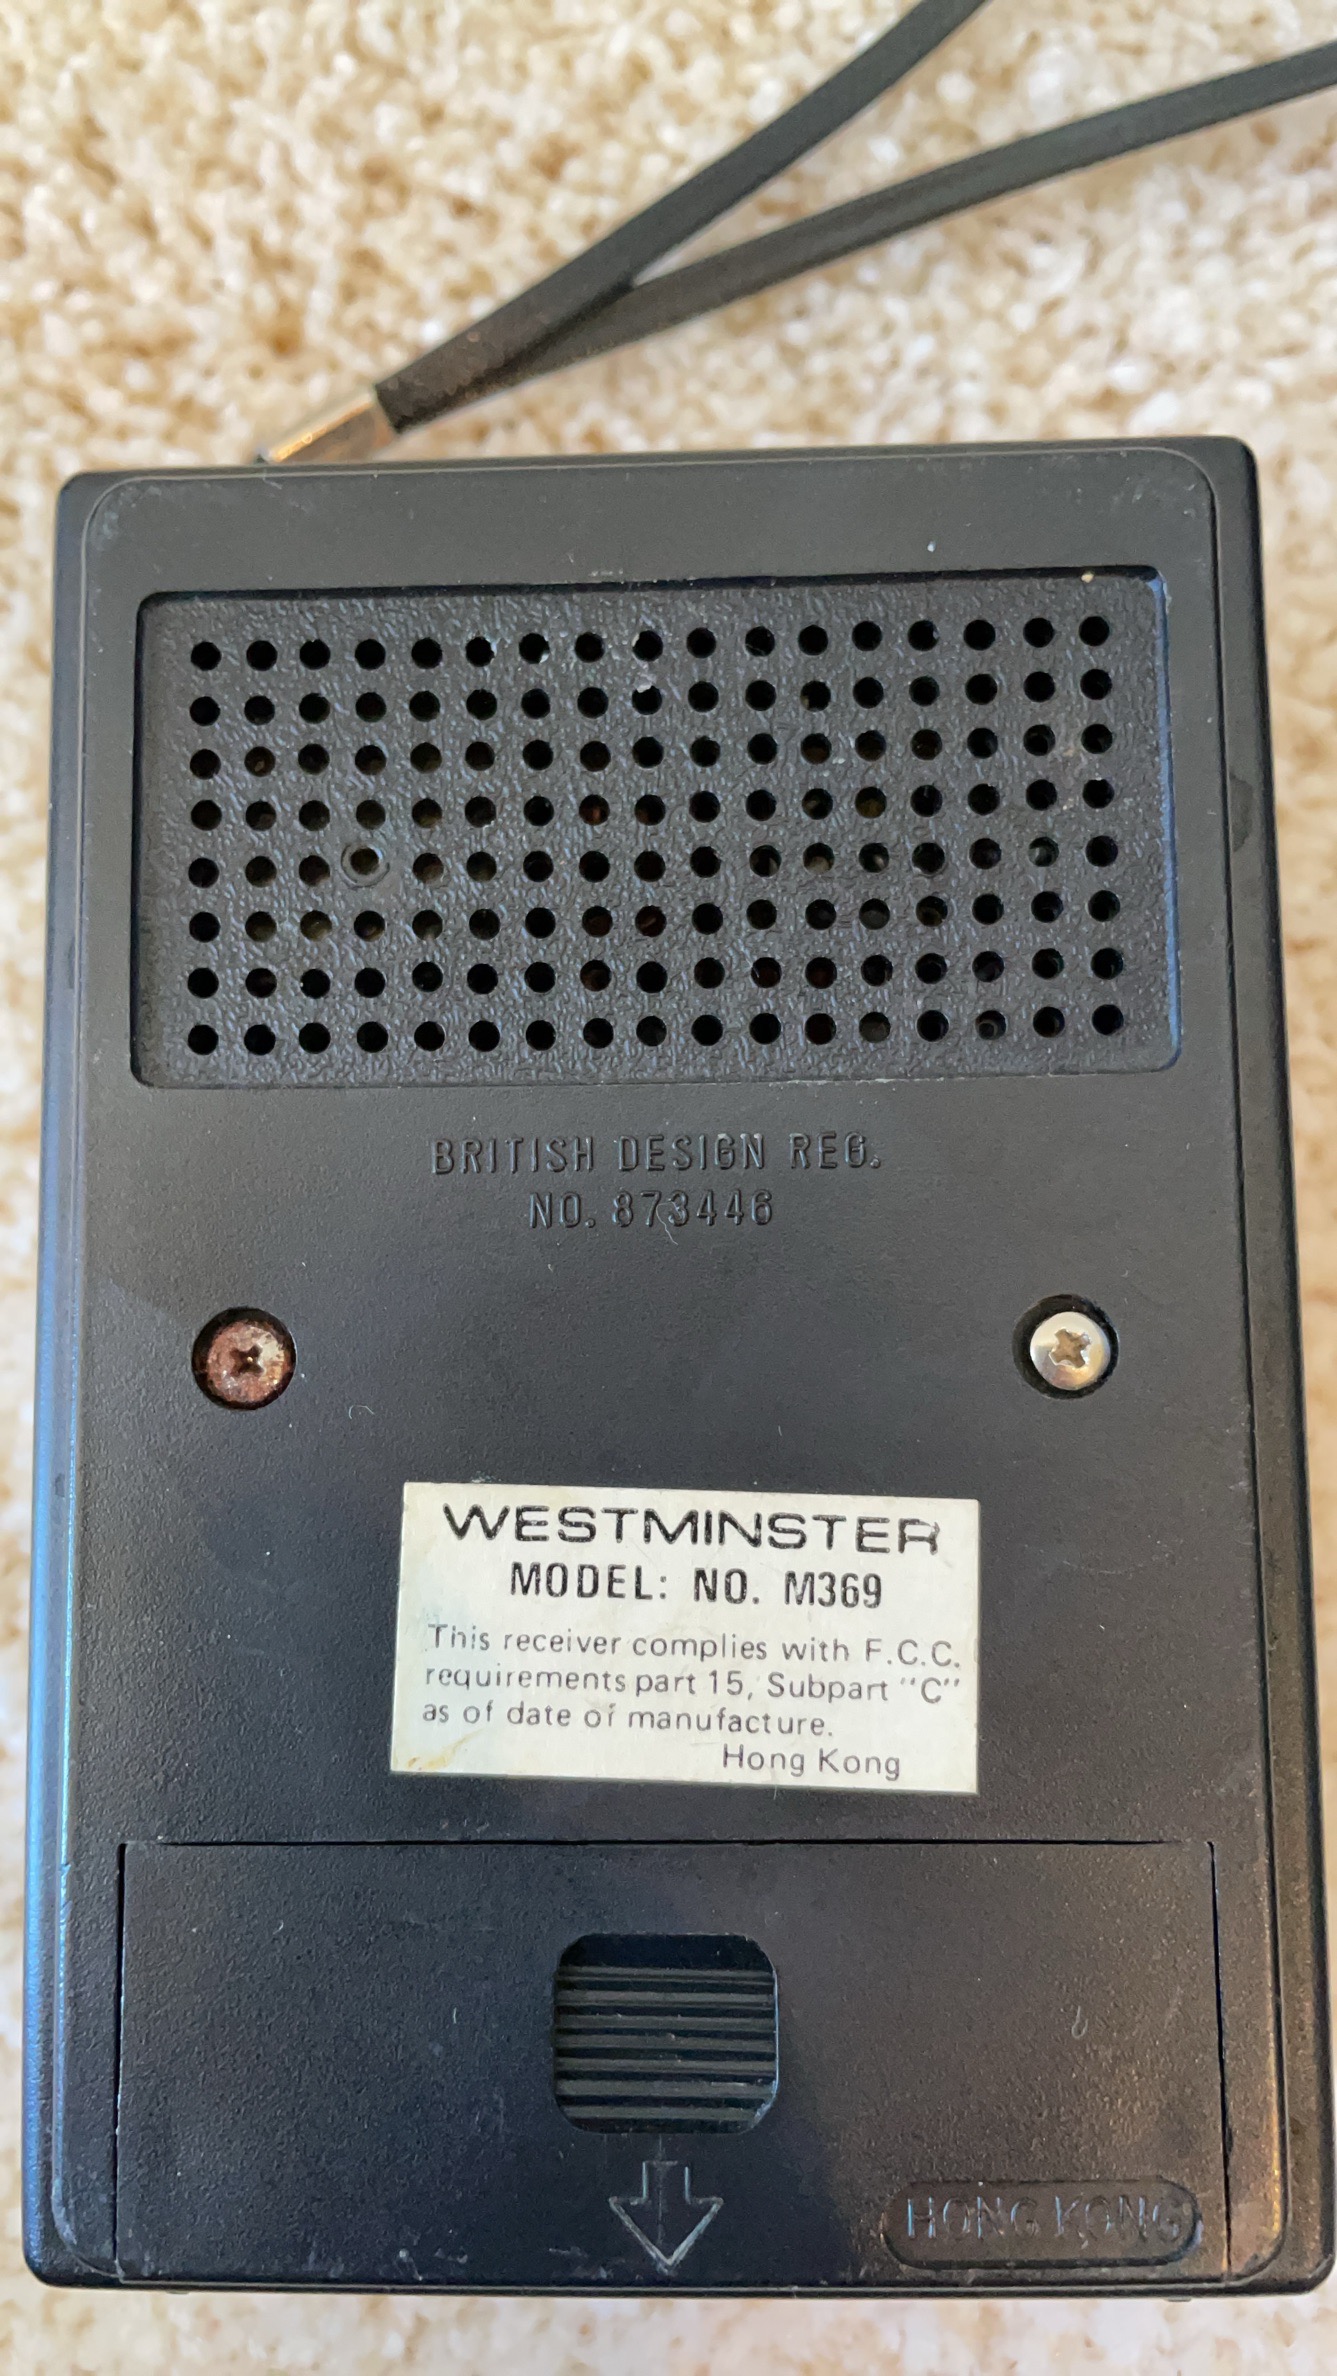 BRITISH DESIGN REG.
NO. 873446
WESTMINSTER
MODEL: NO. M369
This receiver complies with F.C.C.
requirements part 15, Subpart "C"
as of date of manufacture.
Hong Kong
HONG KONG